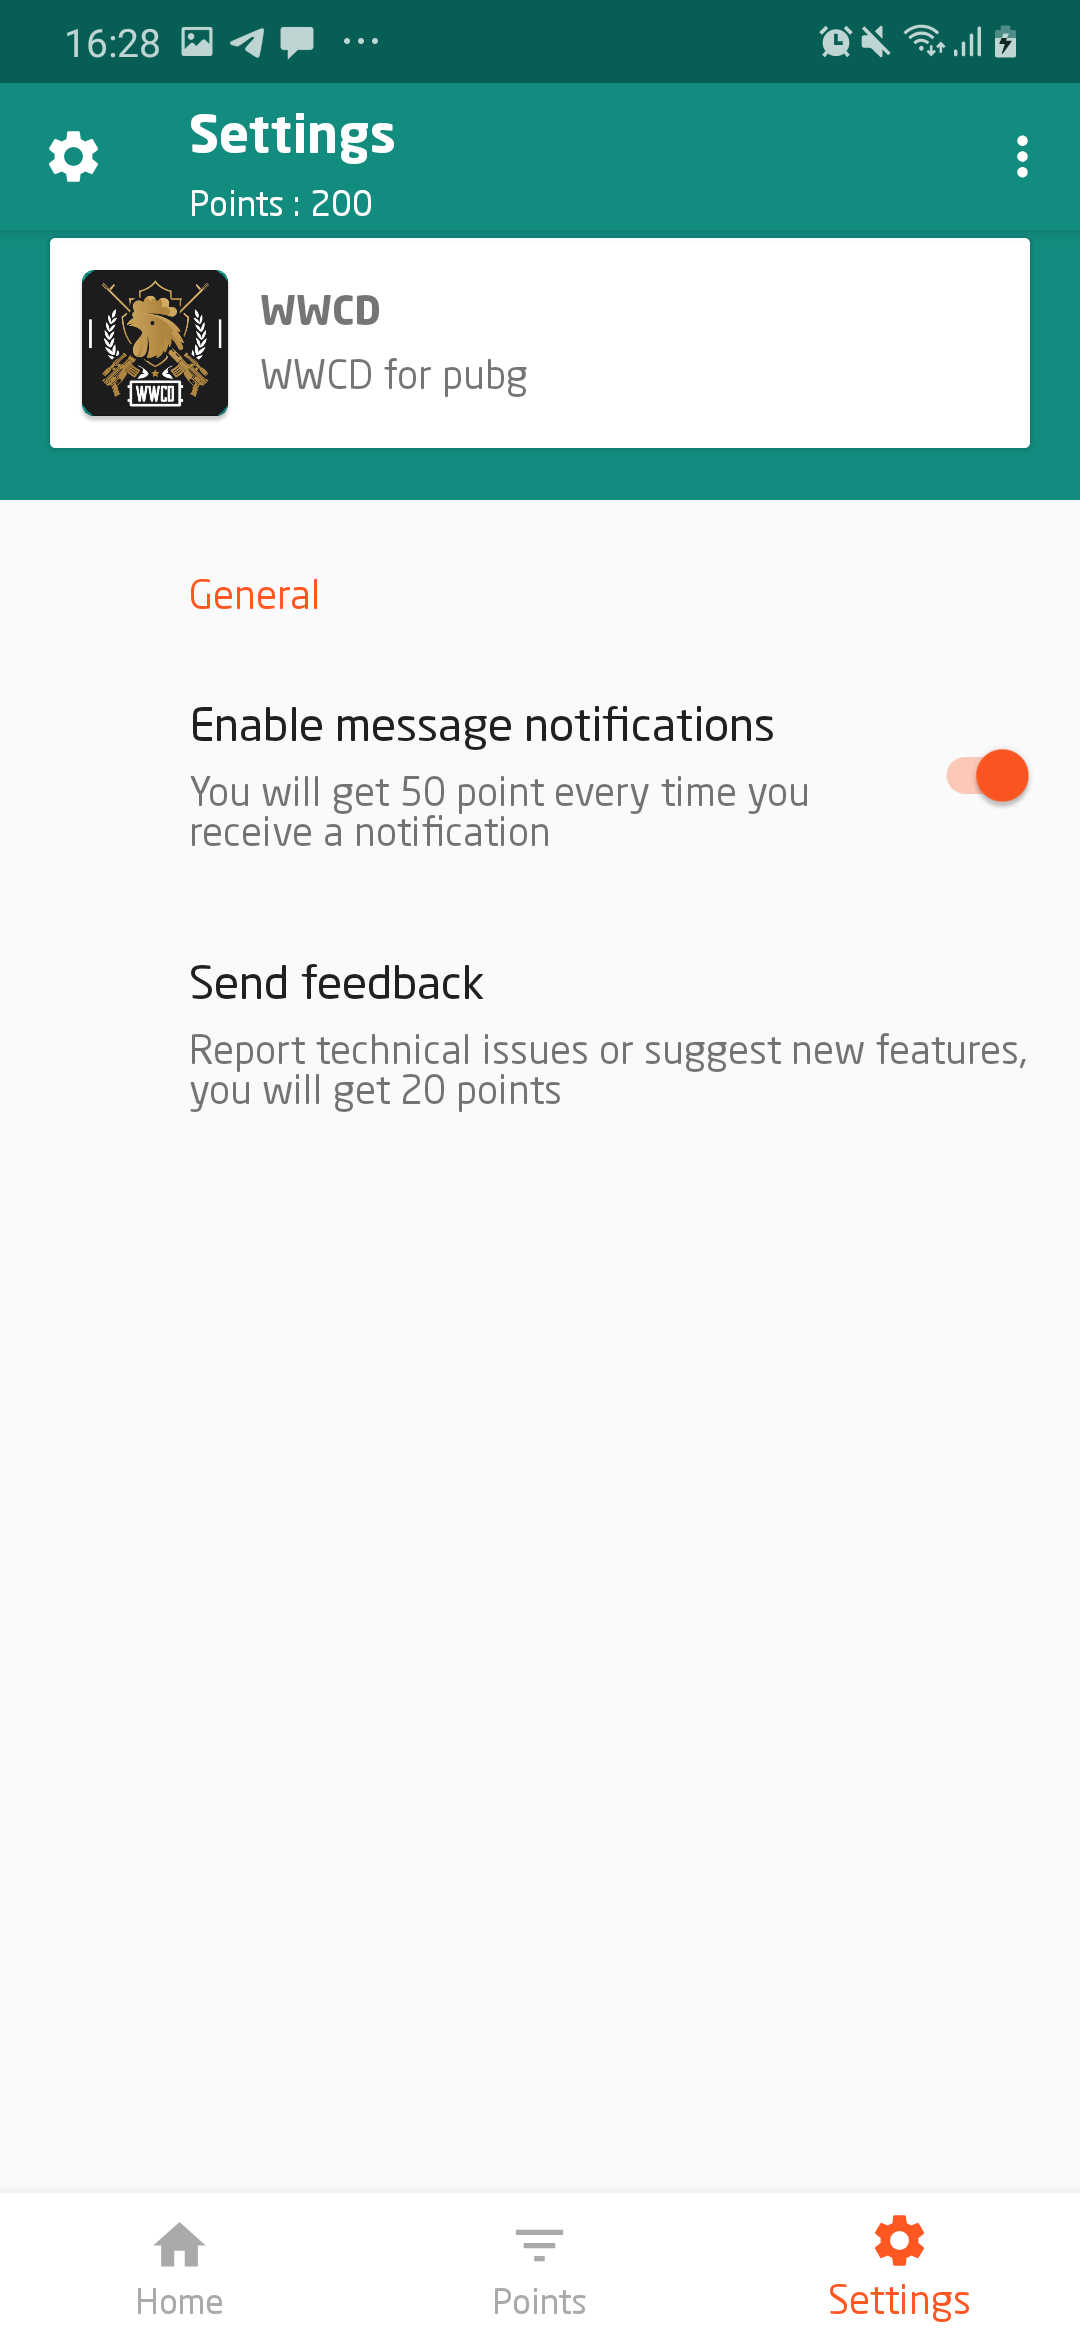 16:28
Settings
Points : 200
WWCD
WWCD
WWCD for pubg
General
Enable message notifications
You will get 50 point every time you
receive a notification
Send feedback
Report technical issues or suggest new features,
you will get 20 points
Home
Points
Settings